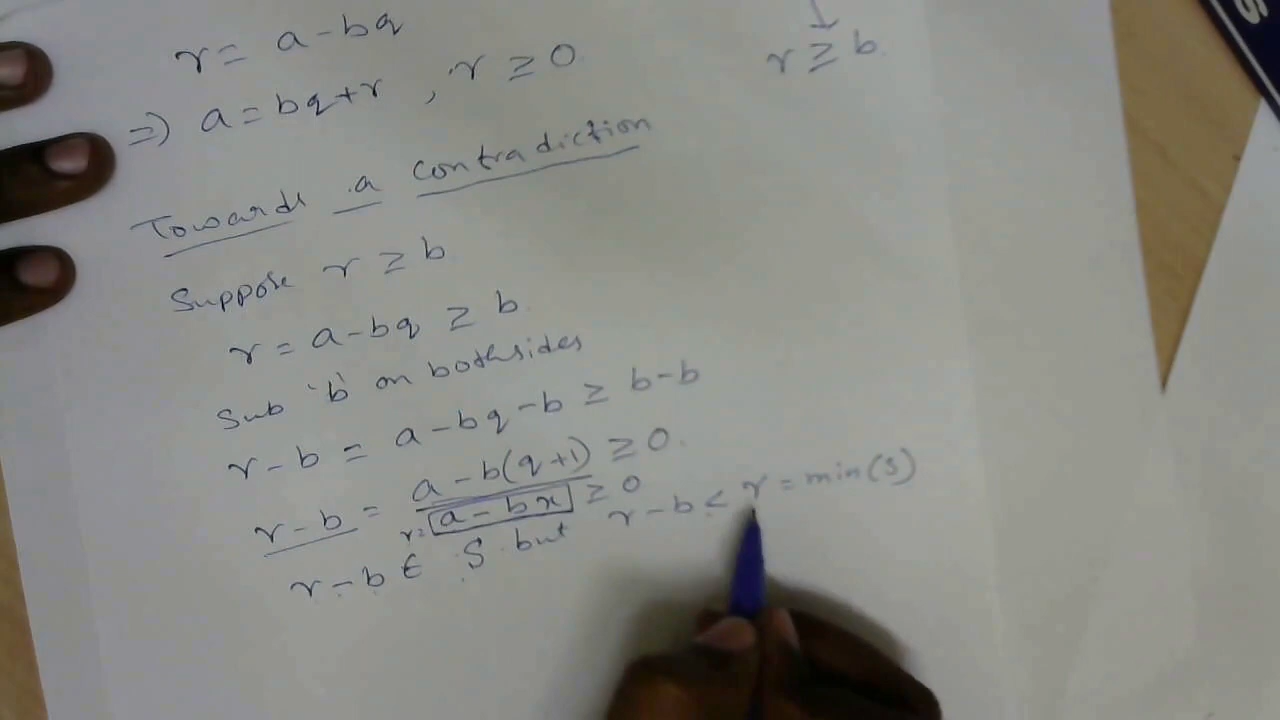 r = a - bq
⇒ a = bq + r , r ≥ 0
r ≥ b
Towards a contradiction
Suppose r ≥ b
r = a - bq ≥ b
Sub 'b' on bothsides
r - b = a - bq - b ≥ b - b
r - b = a - b(q+1) ≥ 0
r = a - bx ≥ 0
r - b ∈ S but r - b < r = min(S)
S